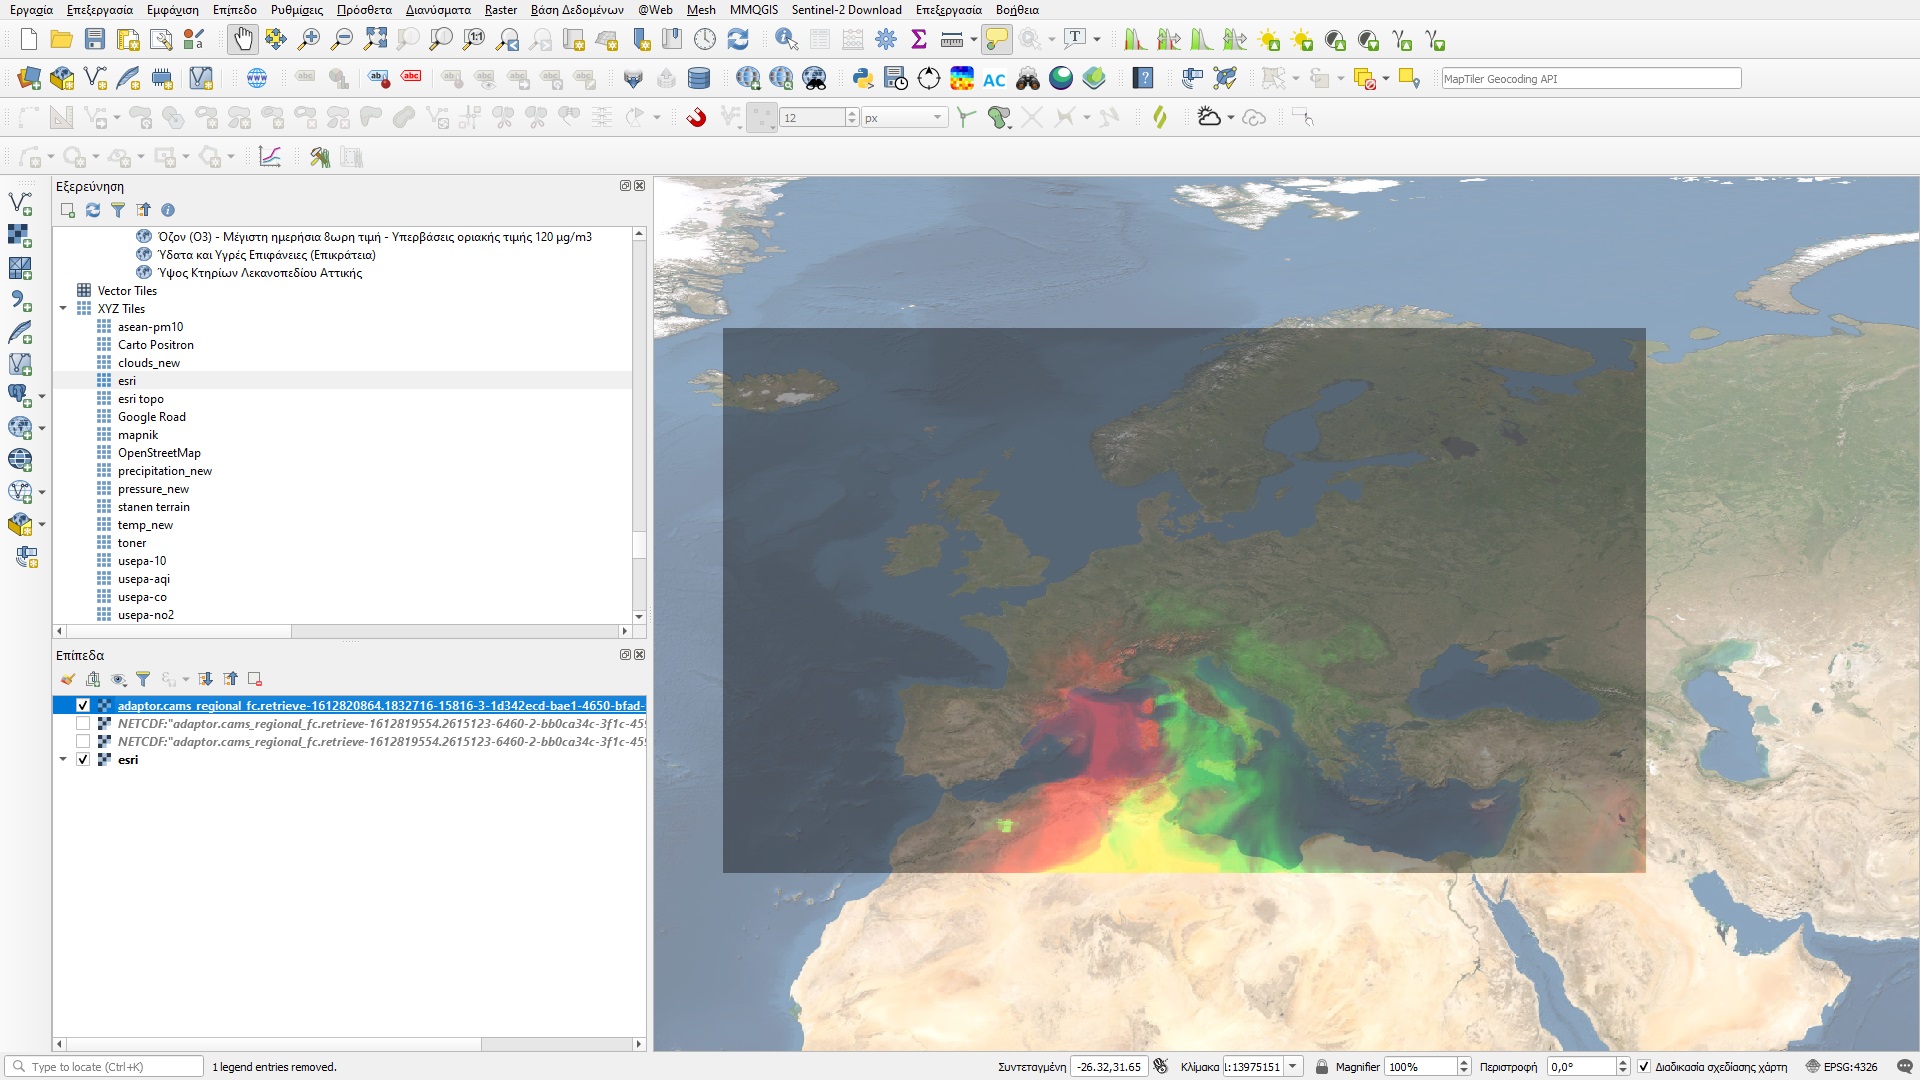 Εργασία Επεξεργασία Εμφάνιση Επίπεδο Ρυθμίσεις Πρόσθετα Διανύσματα Raster Βάση Δεδομένων @Web Mesh MMQGIS Sentinel-2 Download Επεξεργασία Βοήθεια
MapTiler Geocoding API
12 px
Εξερεύνηση
Όζον (O3) - Μέγιστη ημερήσια 8ωρη τιμή - Υπερβάσεις οριακής τιμής 120 μg/m3
Ύδατα και Υγρές Επιφάνειες (Επικράτεια)
Ύψος Κτηρίων Λεκανοπεδίου Αττικής
Vector Tiles
XYZ Tiles
asean-pm10
Carto Positron
clouds_new
esri
esri topo
Google Road
mapnik
OpenStreetMap
precipitation_new
pressure_new
stanen terrain
temp_new
toner
usepa-10
usepa-aqi
usepa-co
usepa-no2
Επίπεδα
adaptor.cams_regional_fc.retrieve-1612820864.1832716-15816-3-1d342ecd-bae1-4650-bfad-
NETCDF:"adaptor.cams_regional_fc.retrieve-1612819554.2615123-6460-2-bb0ca34c-3f1c-45
NETCDF:"adaptor.cams_regional_fc.retrieve-1612819554.2615123-6460-2-bb0ca34c-3f1c-45
esri
Type to locate (Ctrl+K) 1 legend entries removed. Συντεταγμένη -26.32,31.65 Κλίμακα 1:13975151 Magnifier 100% Περιστροφή 0,0° Διαδικασία σχεδίασης χάρτη EPSG:4326